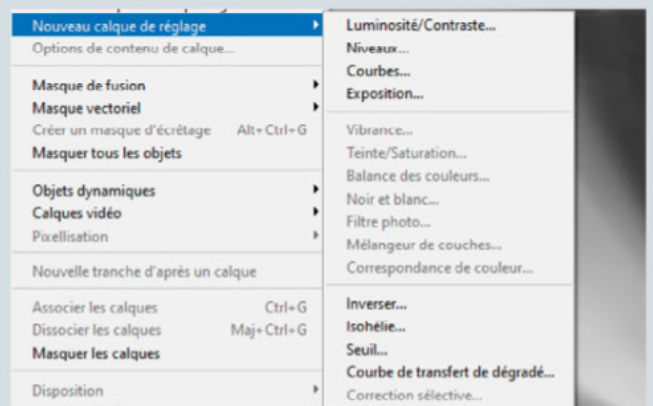 Nouveau calque de réglage
Options de contenu de calque...
Masque de fusion
Masque vectoriel
Créer un masque d'écrêtage Alt+Ctrl+G
Masquer tous les objets
Objets dynamiques
Calques vidéo
Pixellisation
Nouvelle tranche d'après un calque
Associer les calques Ctrl+G
Dissocier les calques Maj+Ctrl+G
Masquer les calques
Disposition
Luminosité/Contraste...
Niveaux...
Courbes...
Exposition...
Vibrance...
Teinte/Saturation...
Balance des couleurs...
Noir et blanc...
Filtre photo...
Mélangeur de couches...
Correspondance de couleur...
Inverser...
Isohélie...
Seuil...
Courbe de transfert de dégradé...
Correction sélective...